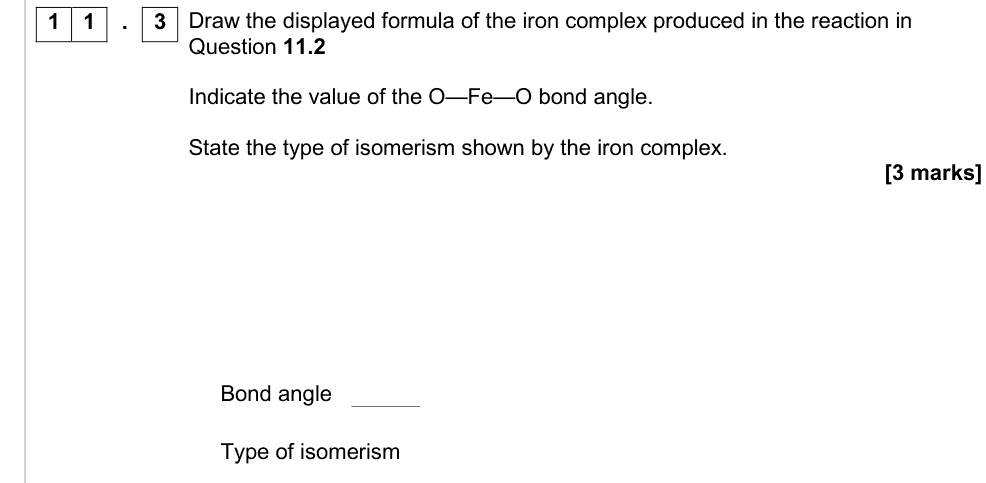 1 1 . 3 Draw the displayed formula of the iron complex produced in the reaction in
Question 11.2
Indicate the value of the O—Fe—O bond angle.
State the type of isomerism shown by the iron complex.
[3 marks]
Bond angle ______
Type of isomerism